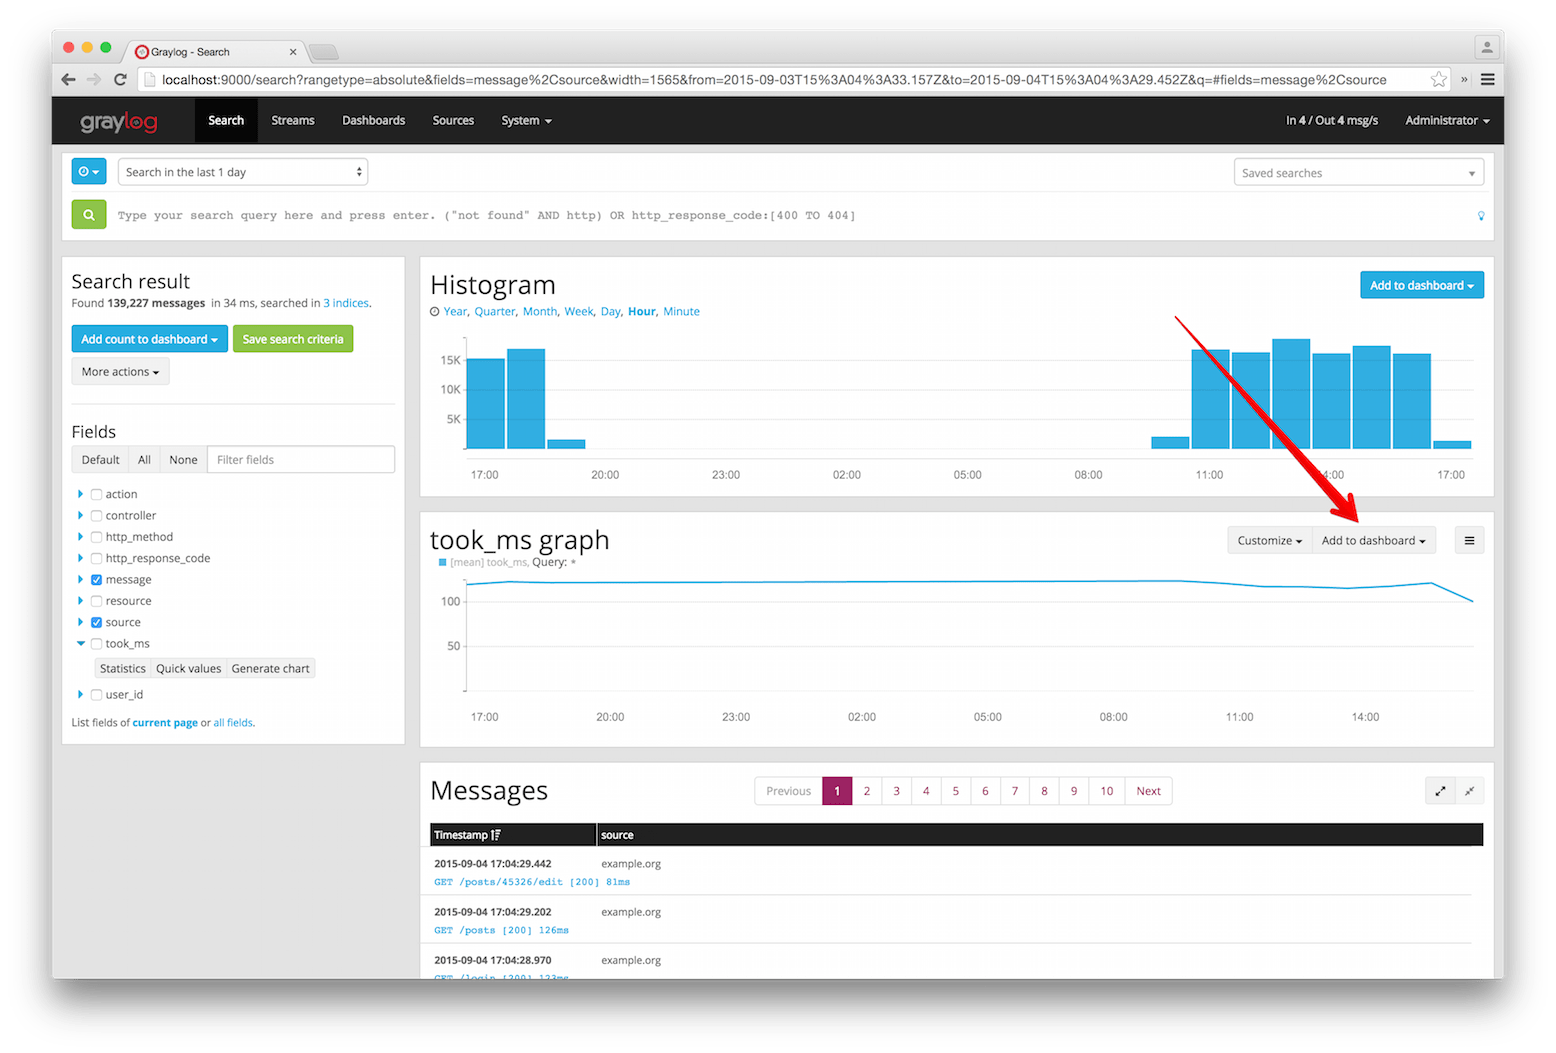 Graylog - Search
localhost:9000/search?rangetype=absolute&fields=message%2Csource&width=1565&from=2015-09-03T15%3A04%3A33.157Z&to=2015-09-04T15%3A04%3A29.452Z&q=#fields=message%2Csource
graylog Search Streams Dashboards Sources System In 4 / Out 4 msg/s Administrator
Search in the last 1 day Saved searches
Type your search query here and press enter. ("not found" AND http) OR http_response_code:[400 TO 404]
Search result
Found 139,227 messages in 34 ms, searched in 3 indices.
Add count to dashboard Save search criteria
More actions
Fields
Default All None Filter fields
action
controller
http_method
http_response_code
message
resource
source
took_ms
Statistics Quick values Generate chart
user_id
List fields of current page or all fields.
Histogram Add to dashboard
Year, Quarter, Month, Week, Day, Hour, Minute
15K
10K
5K
17:00 20:00 23:00 02:00 05:00 08:00 11:00 17:00
took_ms graph Customize Add to dashboard
[mean] took_ms, Query: *
100
50
17:00 20:00 23:00 02:00 05:00 08:00 11:00 14:00
Messages Previous 1 2 3 4 5 6 7 8 9 10 Next
Timestamp source
2015-09-04 17:04:29.442 example.org
GET /posts/45326/edit [200] 81ms
2015-09-04 17:04:29.202 example.org
GET /posts [200] 126ms
2015-09-04 17:04:28.970 example.org
GET /login [200] 123ms